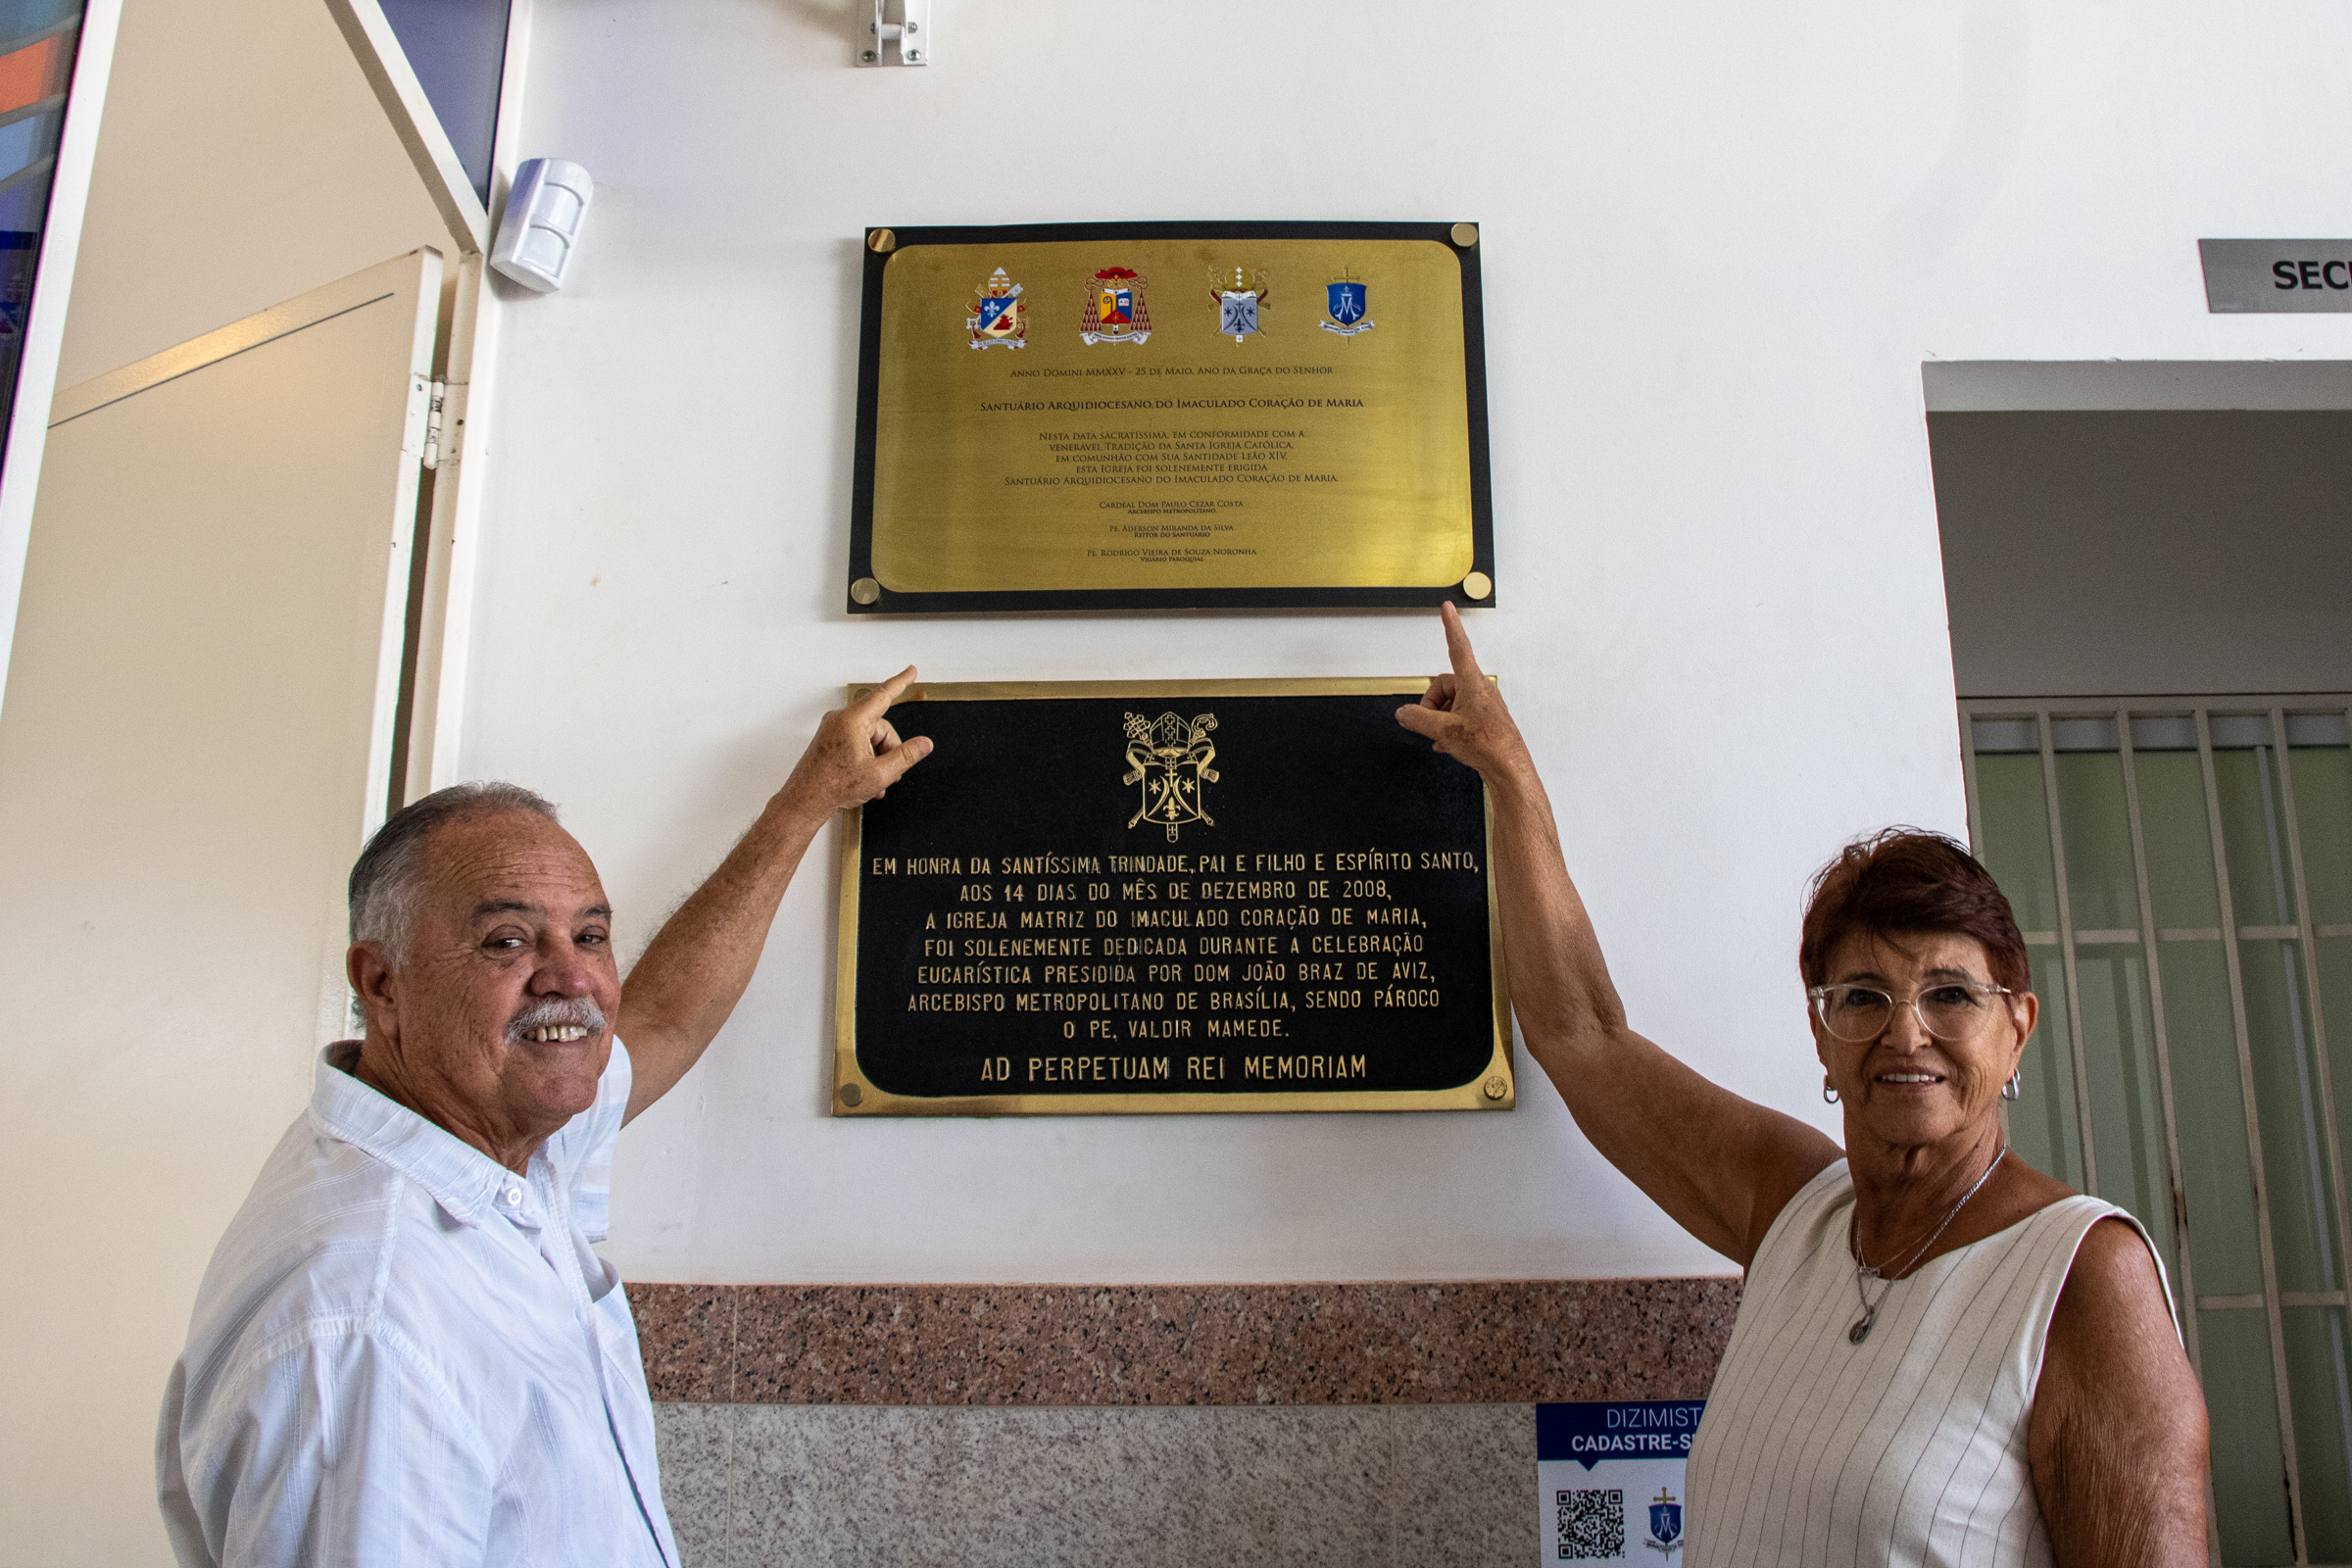 ANNO DOMINI MMXXV - 25 DE MAIO, ANO DA GRAÇA DO SENHOR
SANTUÁRIO ARQUIDIOCESANO DO IMACULADO CORAÇÃO DE MARIA
NESTA DATA SACRATÍSSIMA, EM CONFORMIDADE COM A
VENERÁVEL TRADIÇÃO DA SANTA IGREJA CATÓLICA,
EM COMUNHÃO COM SUA SANTIDADE LEÃO XIV,
ESTA IGREJA FOI SOLENEMENTE ERIGIDA
SANTUÁRIO ARQUIDIOCESANO DO IMACULADO CORAÇÃO DE MARIA.
CARDEAL DOM PAULO CEZAR COSTA
ARCEBISPO METROPOLITANO
PE. ADERSON MIRANDA DA SILVA
REITOR DO SANTUÁRIO
PE. RODRIGO VIEIRA DE SOUZA NORONHA
VIGÁRIO PAROQUIAL
SEC
EM HONRA DA SANTÍSSIMA TRINDADE, PAI E FILHO E ESPÍRITO SANTO,
AOS 14 DIAS DO MÊS DE DEZEMBRO DE 2008,
A IGREJA MATRIZ DO IMACULADO CORAÇÃO DE MARIA,
FOI SOLENEMENTE DEDICADA DURANTE A CELEBRAÇÃO
EUCARÍSTICA PRESIDIDA POR DOM JOÃO BRAZ DE AVIZ,
ARCEBISPO METROPOLITANO DE BRASÍLIA, SENDO PÁROCO
O PE. VALDIR MAMEDE.
AD PERPETUAM REI MEMORIAM
DIZIMIST
CADASTRE-S